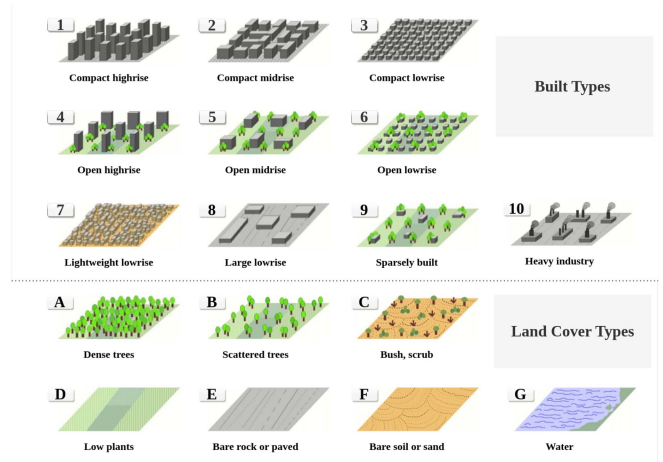 1
2
3
Compact highrise
Compact midrise
Compact lowrise
Built Types
4
5
6
Open highrise
Open midrise
Open lowrise
7
8
9
10
Lightweight lowrise
Large lowrise
Sparsely built
Heavy industry
A
B
C
Dense trees
Scattered trees
Bush, scrub
Land Cover Types
D
E
F
G
Low plants
Bare rock or paved
Bare soil or sand
Water